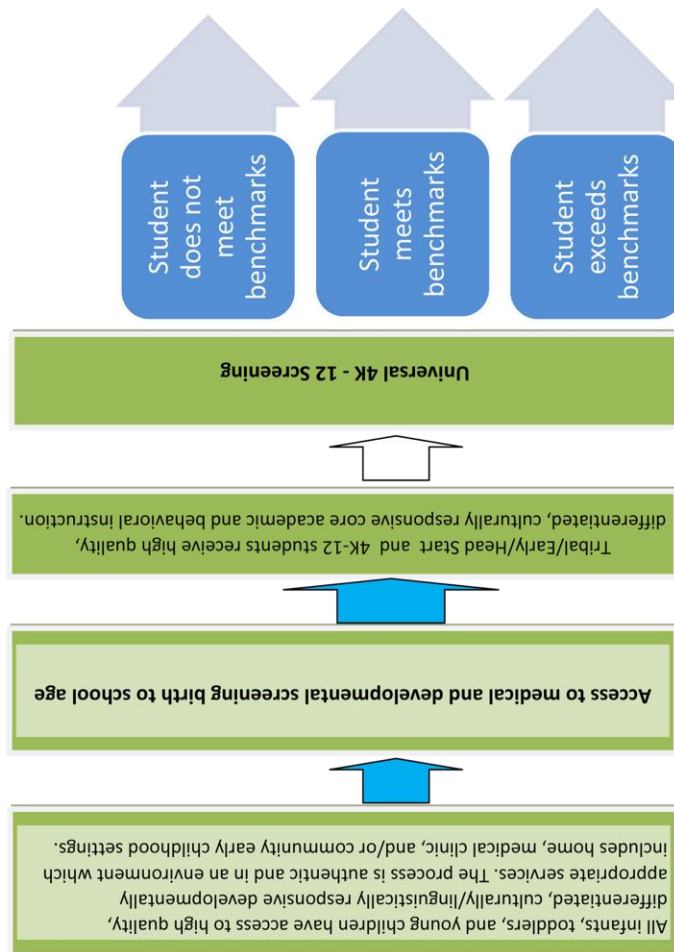 All infants, toddlers, and young children have access to high quality,
differentiated, culturally/linguistically responsive developmentally
appropriate services. The process is authentic and in an environment which
includes home, medical clinic, and/or community early childhood settings.
Access to medical and developmental screening birth to school age
Tribal/Early/Head Start and 4K-12 students receive high quality,
differentiated, culturally responsive core academic and behavioral instruction.
Universal 4K - 12 Screening
Student
does not
meet
benchmarks
Student
meets
benchmarks
Student
exceeds
benchmarks